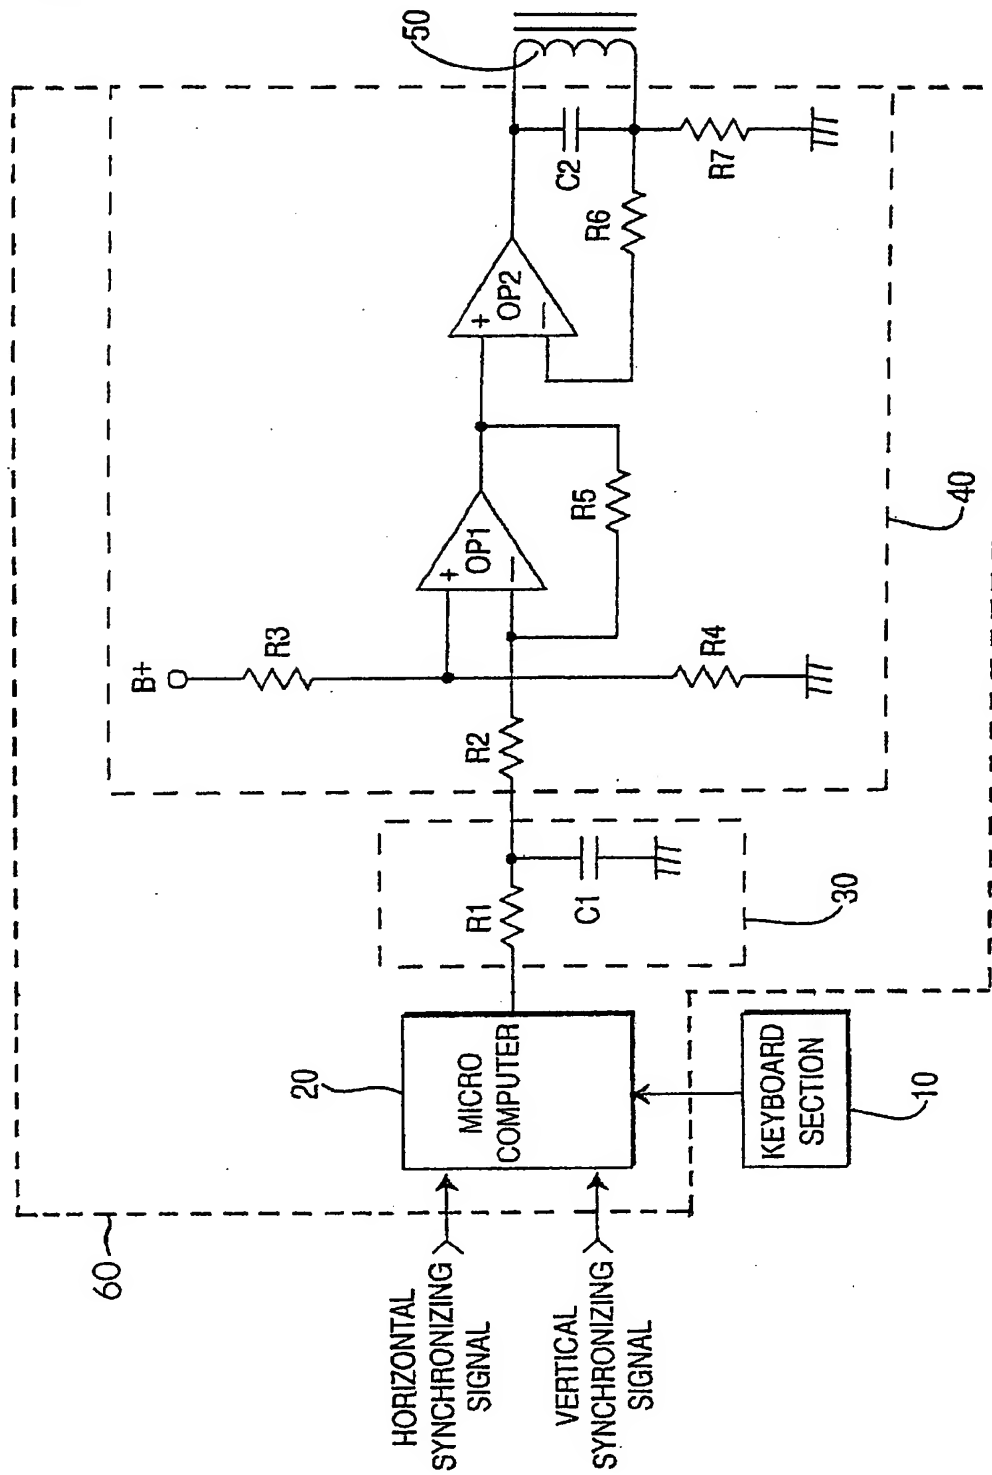 60
HORIZONTAL
SYNCHRONIZING
SIGNAL
VERTICAL
SYNCHRONIZING
SIGNAL
20
MICRO
COMPUTER
KEYBOARD
SECTION
10
R1
C1
30
R2
B+
R3
R4
+
OP1
−
R5
40
+
OP2
−
R6
C2
R7
50